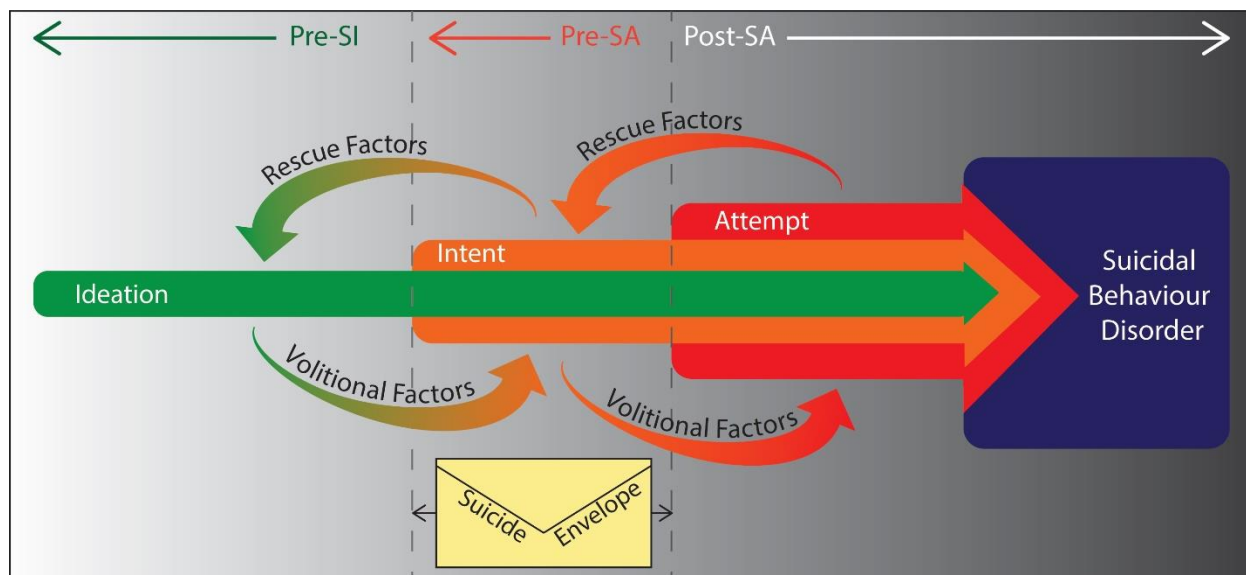 Pre-SI
Pre-SA
Post-SA
Rescue Factors
Rescue Factors
Attempt
Intent
Ideation
Suicidal
Behaviour
Disorder
Volitional Factors
Volitional Factors
Suicide Envelope